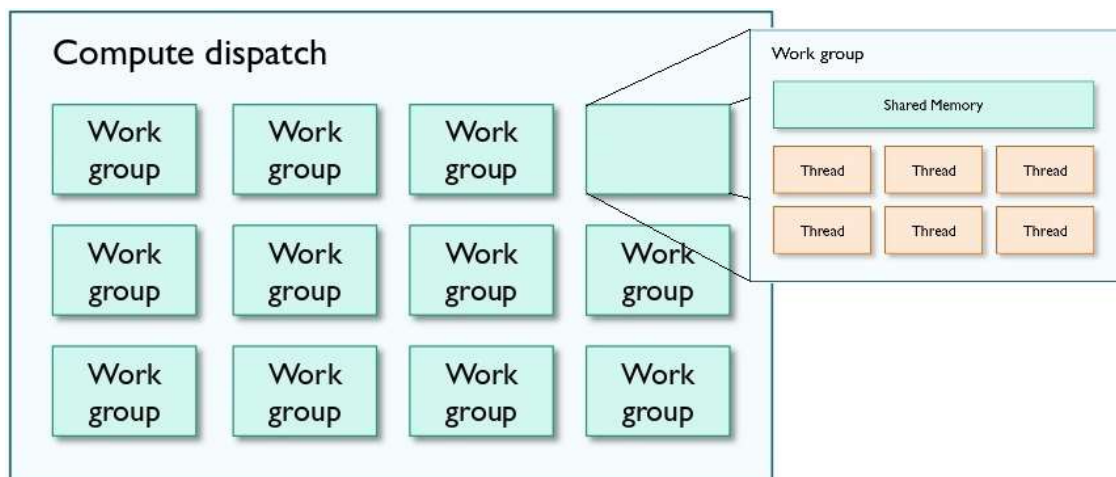 Compute dispatch
Work group
Shared Memory
Thread Thread Thread
Thread Thread Thread
Work Work Work
group group group
Work Work Work Work
group group group group
Work Work Work Work
group group group group